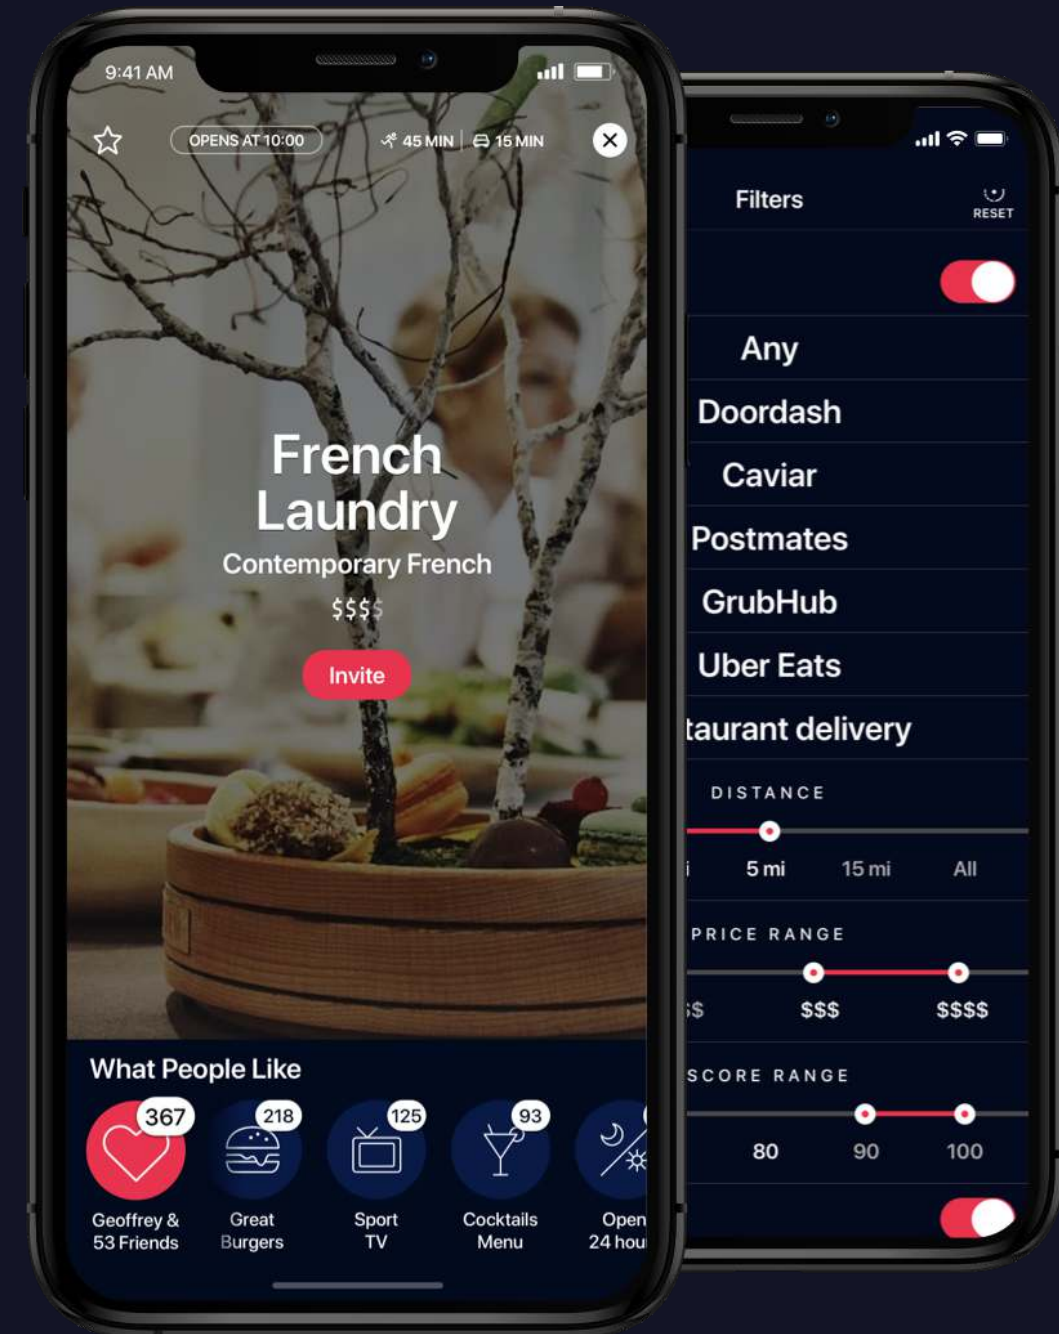 9:41 AM
OPENS AT 10:00
45 MIN
15 MIN
French
Laundry
Contemporary French
$$$$
Invite
What People Like
367
218
125
93
Geoffrey &
53 Friends
Great
Burgers
Sport
TV
Cocktails
Menu
Open
24 hou
Filters
RESET
Any
Doordash
Caviar
Postmates
GrubHub
Uber Eats
taurant delivery
DISTANCE
i 5 mi 15 mi All
PRICE RANGE
$$ $$$ $$$$
SCORE RANGE
80 90 100